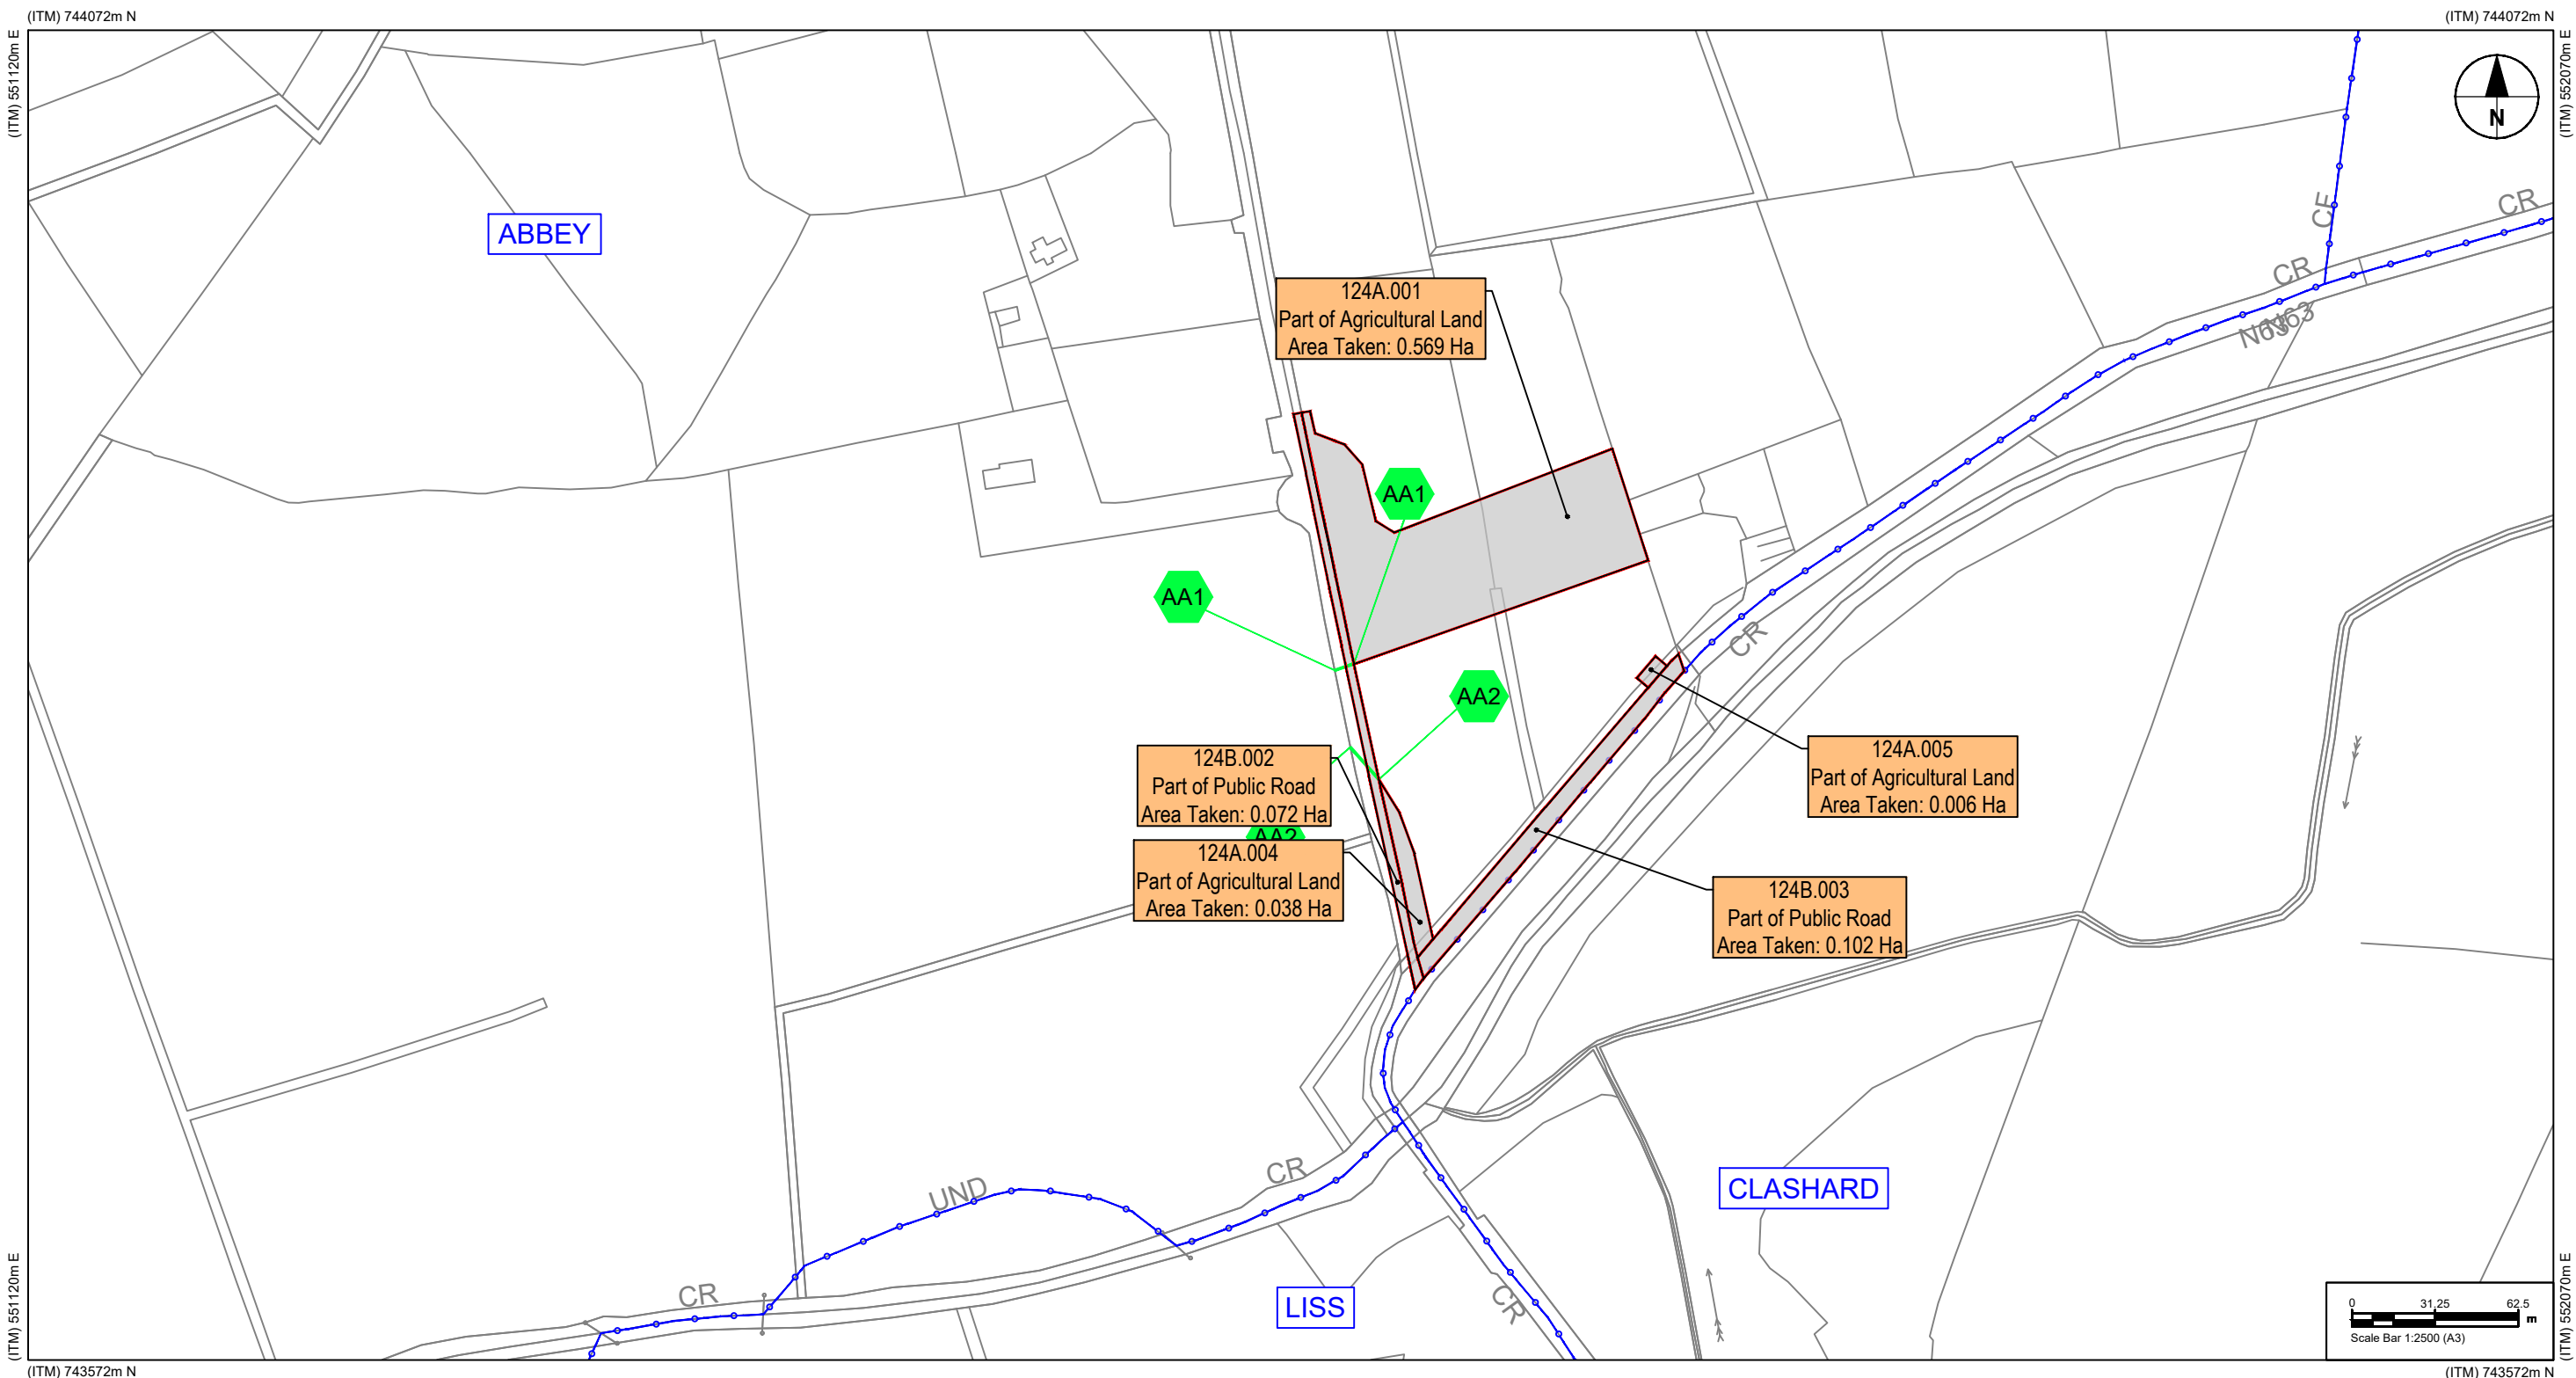 (ITM) 744072m N
(ITM) 744072m N
(ITM) 551120m E
(ITM) 552070m E
N
CF
CR
ABBEY
CR
N63
N63
124A.001
Part of Agricultural Land
Area Taken: 0.569 Ha
AA1
AA1
CR
AA2
124B.002
Part of Public Road
Area Taken: 0.072 Ha
124A.005
Part of Agricultural Land
Area Taken: 0.006 Ha
AA2
124A.004
Part of Agricultural Land
Area Taken: 0.038 Ha
124B.003
Part of Public Road
Area Taken: 0.102 Ha
CR
UND
CLASHARD
CR
LISS
CR
0 31.25 62.5
m
Scale Bar 1:2500 (A3)
(ITM) 551120m E
(ITM) 552070m E
(ITM) 743572m N
(ITM) 743572m N